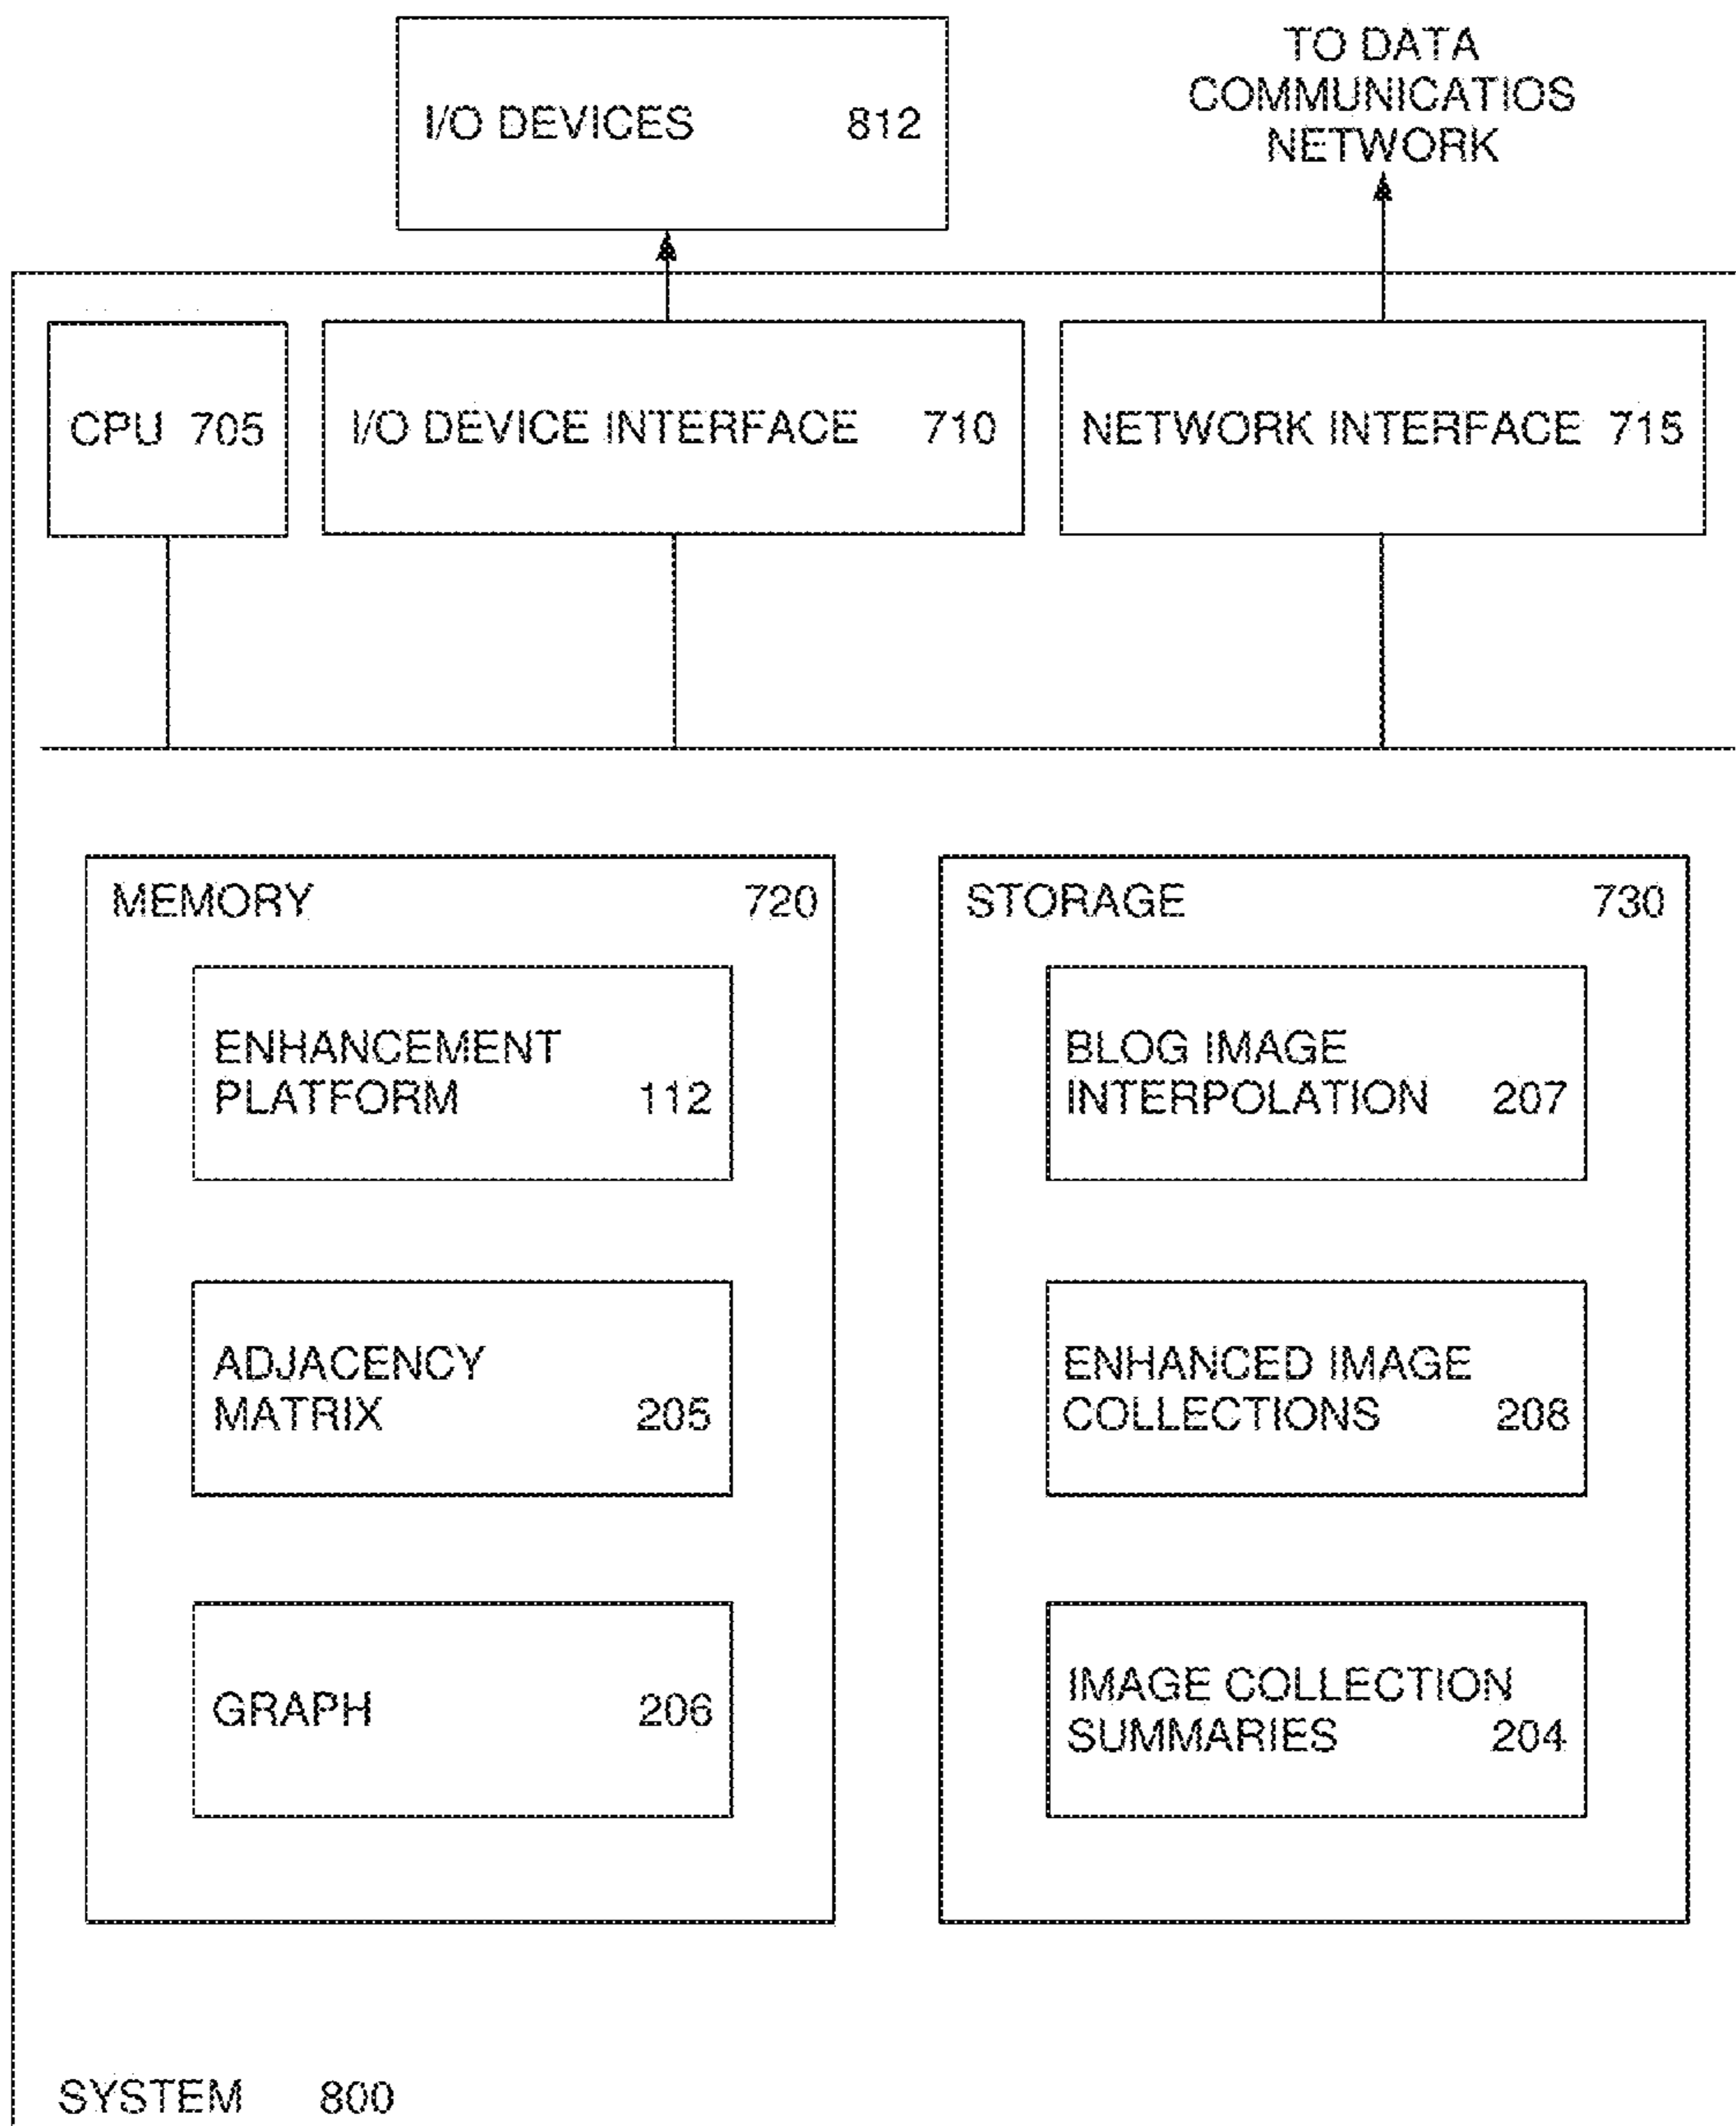 I/O DEVICES 812
TO DATA
COMMUNICATIOS
NETWORK
CPU 705
I/O DEVICE INTERFACE 710
NETWORK INTERFACE 715
MEMORY 720
ENHANCEMENT
PLATFORM 112
ADJACENCY
MATRIX 205
GRAPH 206
STORAGE 730
BLOG IMAGE
INTERPOLATION 207
ENHANCED IMAGE
COLLECTIONS 208
IMAGE COLLECTION
SUMMARIES 204
SYSTEM 800